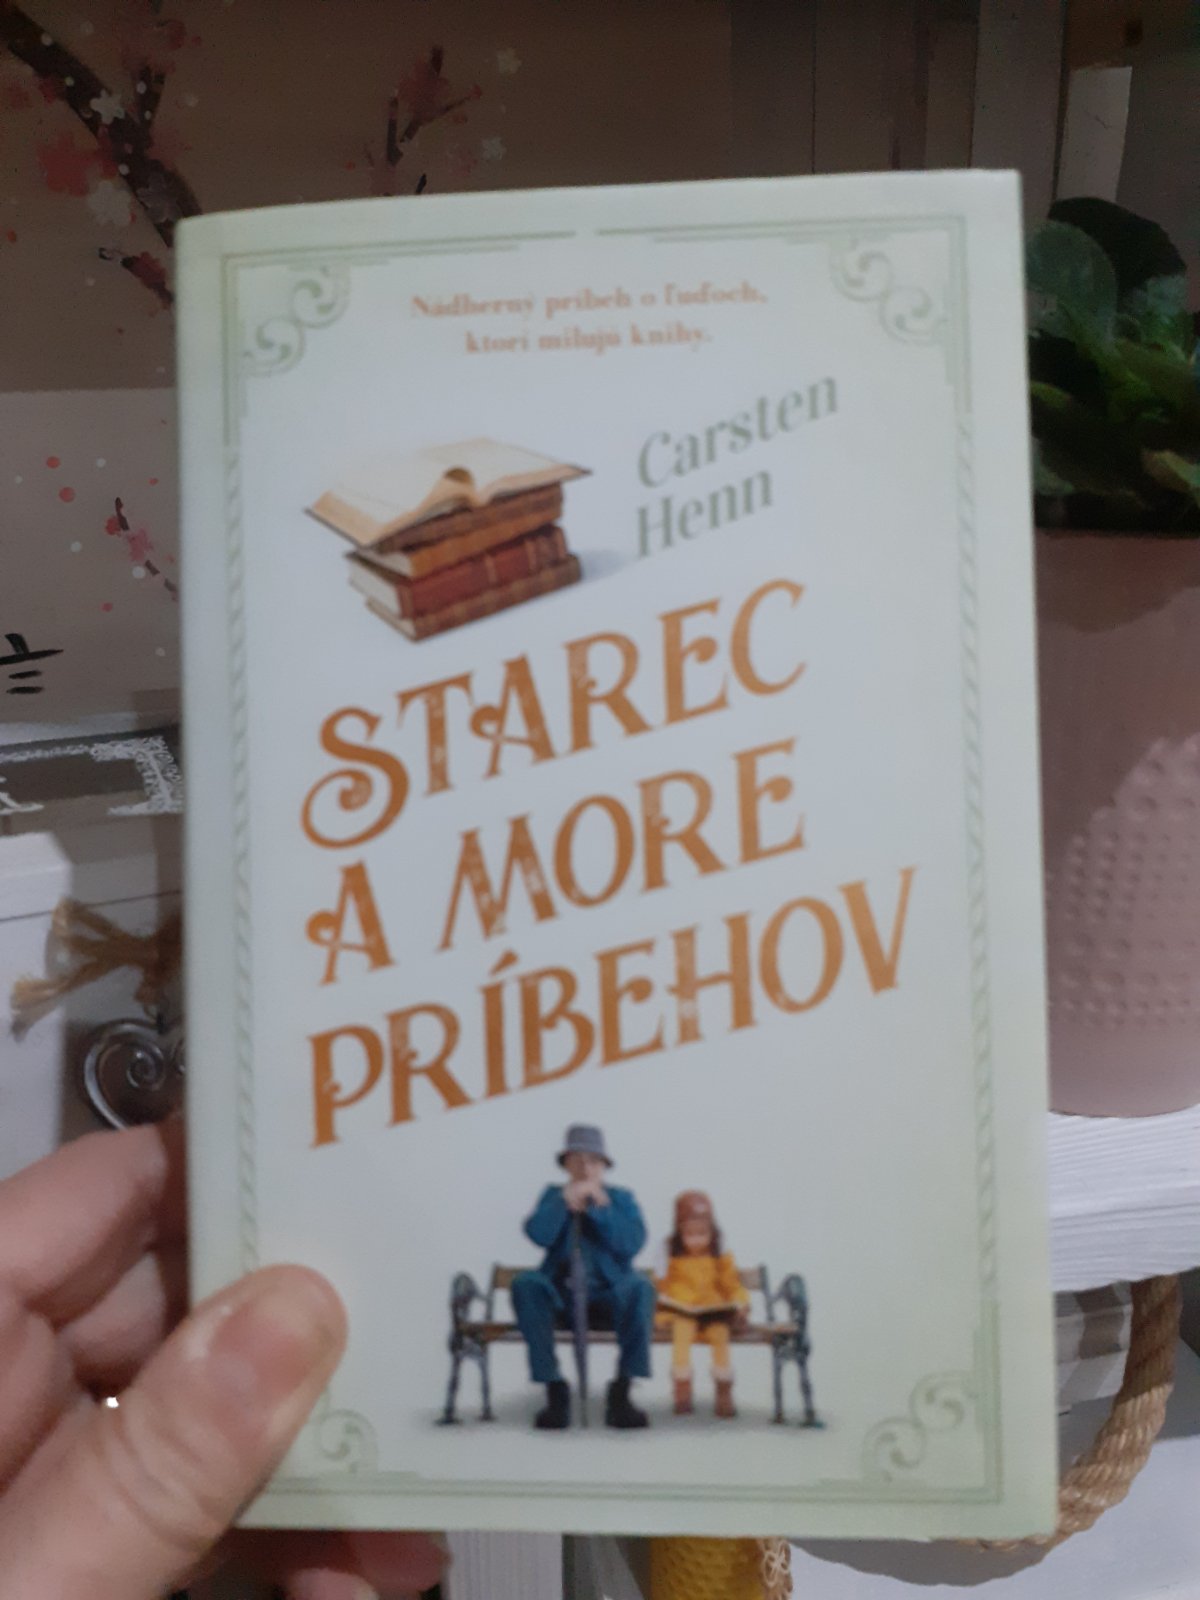 Nádherný príbeh o ľuďoch,
ktorí milujú knihy.
Carsten
Henn
STAREC
A MORE
PRÍBEHOV